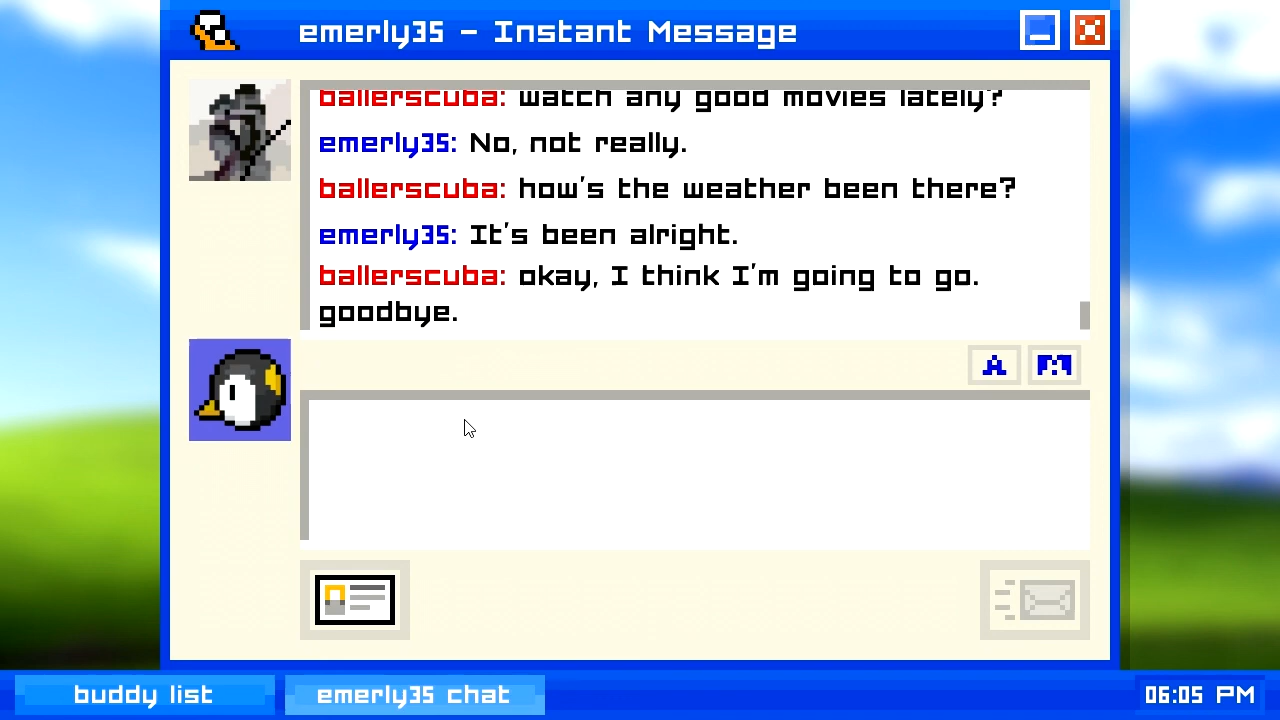 emerly35 - Instant Message
ballerscuba: watch any good movies lately?
emerly35: No, not really.
ballerscuba: how's the weather been there?
emerly35: It's been alright.
ballerscuba: okay, I think I'm going to go.
goodbye.
A
buddy list
emerly35 chat
06:05 PM